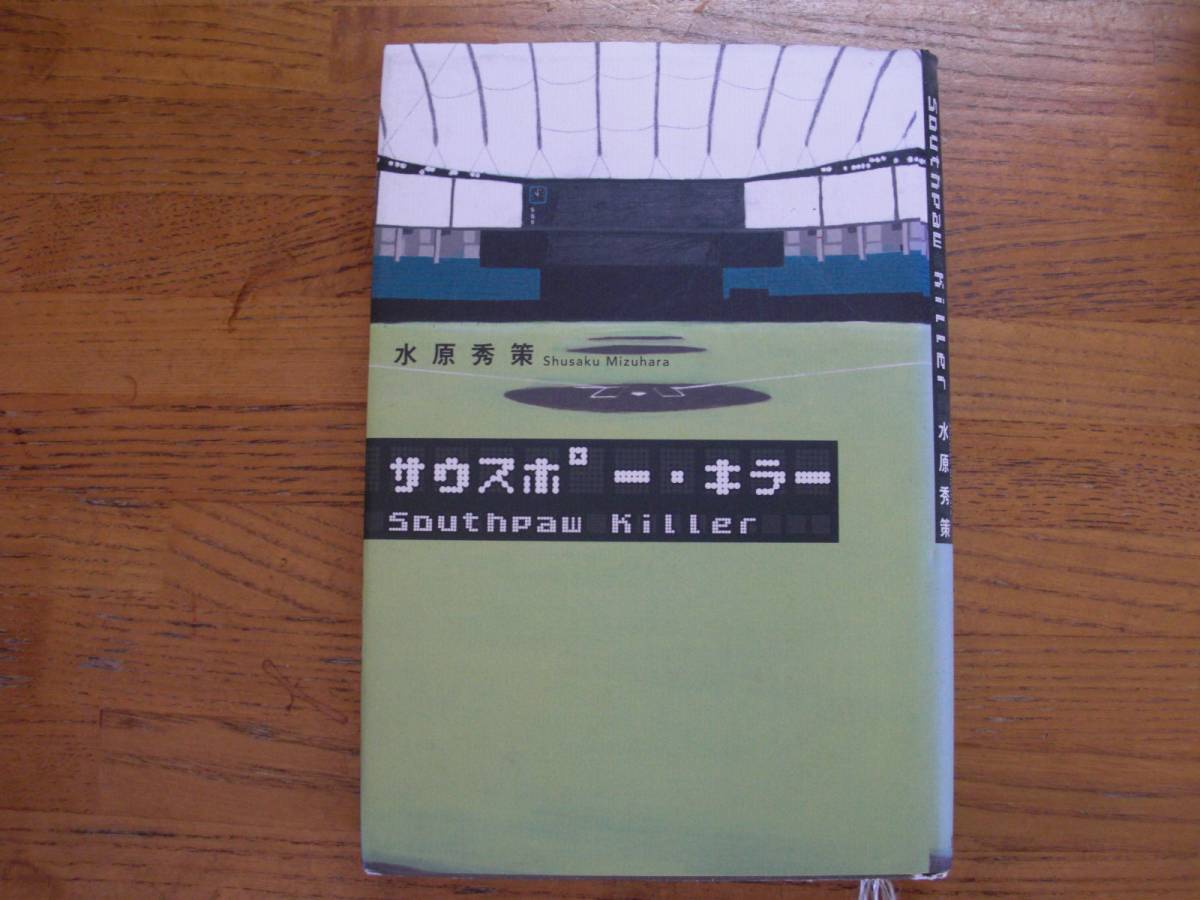 水原秀策 Shusaku Mizuhara
サウスポー・キラー
Southpaw Killer
Southpaw Killer 水原秀策